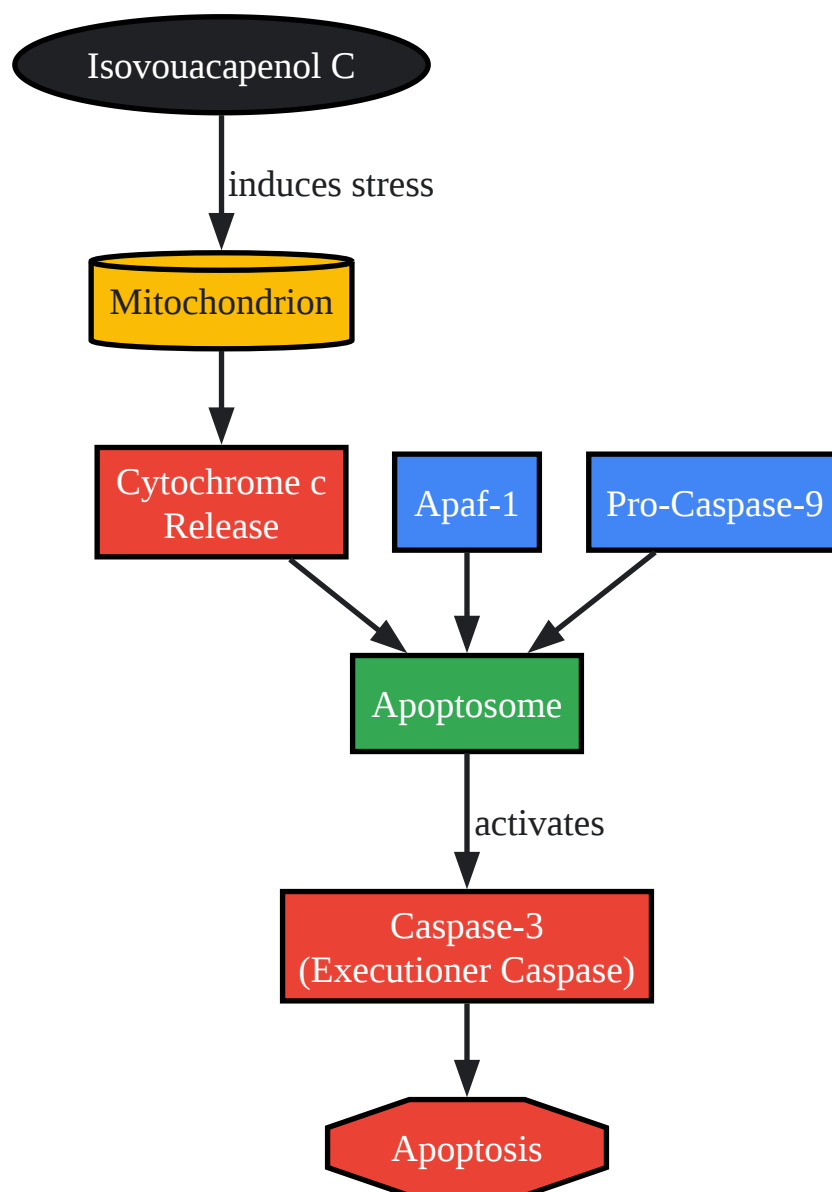 Isovouacapenol C
induces stress
Mitochondrion
Cytochrome c
Release
Apaf-1
Pro-Caspase-9
Apoptosome
activates
Caspase-3
(Executioner Caspase)
Apoptosis